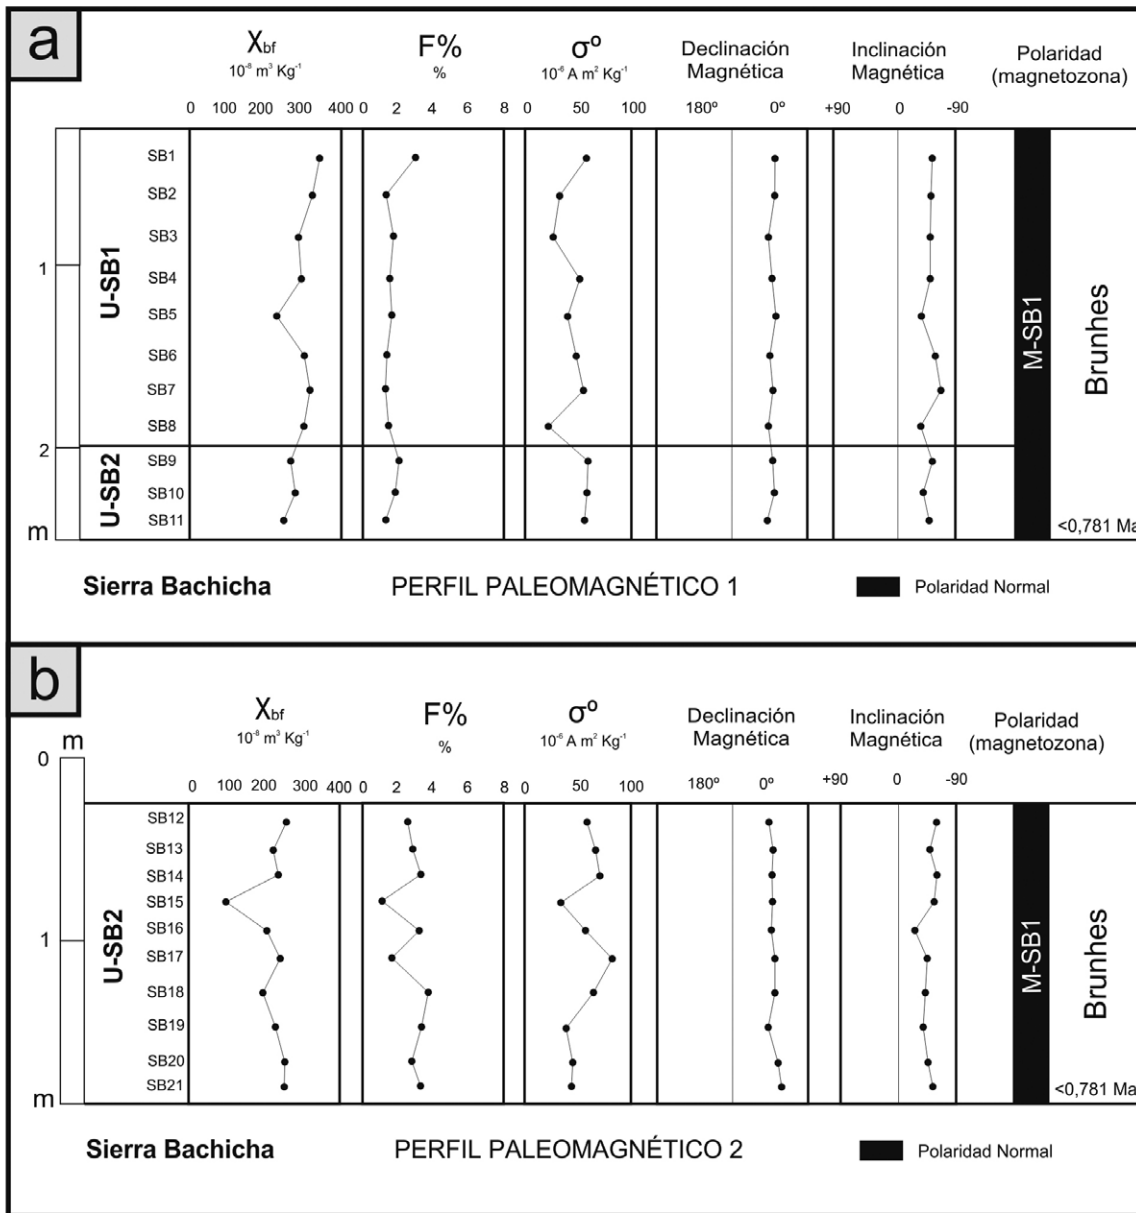 a
χbf F% σº Declinación Magnética Inclinación Magnética Polaridad (magnetozona)
10⁻⁸ m³ Kg⁻¹ % 10⁻⁶ A m² Kg⁻¹
0 100 200 300 400 0 2 4 6 8 0 50 100 180º 0º +90 0 -90
SB1
SB2
SB3
1
SB4
SB5
SB6
SB7
SB8
U-SB1
2
SB9
SB10
SB11
U-SB2
m
M-SB1
Brunhes
<0,781 Ma
Sierra Bachicha PERFIL PALEOMAGNÉTICO 1 Polaridad Normal
b
χbf F% σº Declinación Magnética Inclinación Magnética Polaridad (magnetozona)
10⁻⁸ m³ Kg⁻¹ % 10⁻⁶ A m² Kg⁻¹
m
0
0 100 200 300 400 0 2 4 6 8 0 50 100 180º 0º +90 0 -90
SB12
SB13
SB14
SB15
SB16
1
SB17
SB18
SB19
SB20
SB21
U-SB2
m
M-SB1
Brunhes
<0,781 Ma
Sierra Bachicha PERFIL PALEOMAGNÉTICO 2 Polaridad Normal